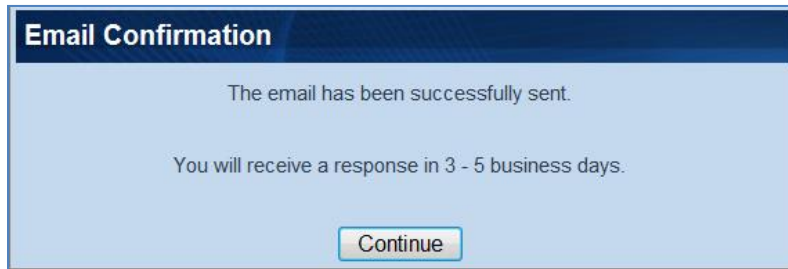 Email Confirmation
The email has been successfully sent.
You will receive a response in 3 - 5 business days.
Continue